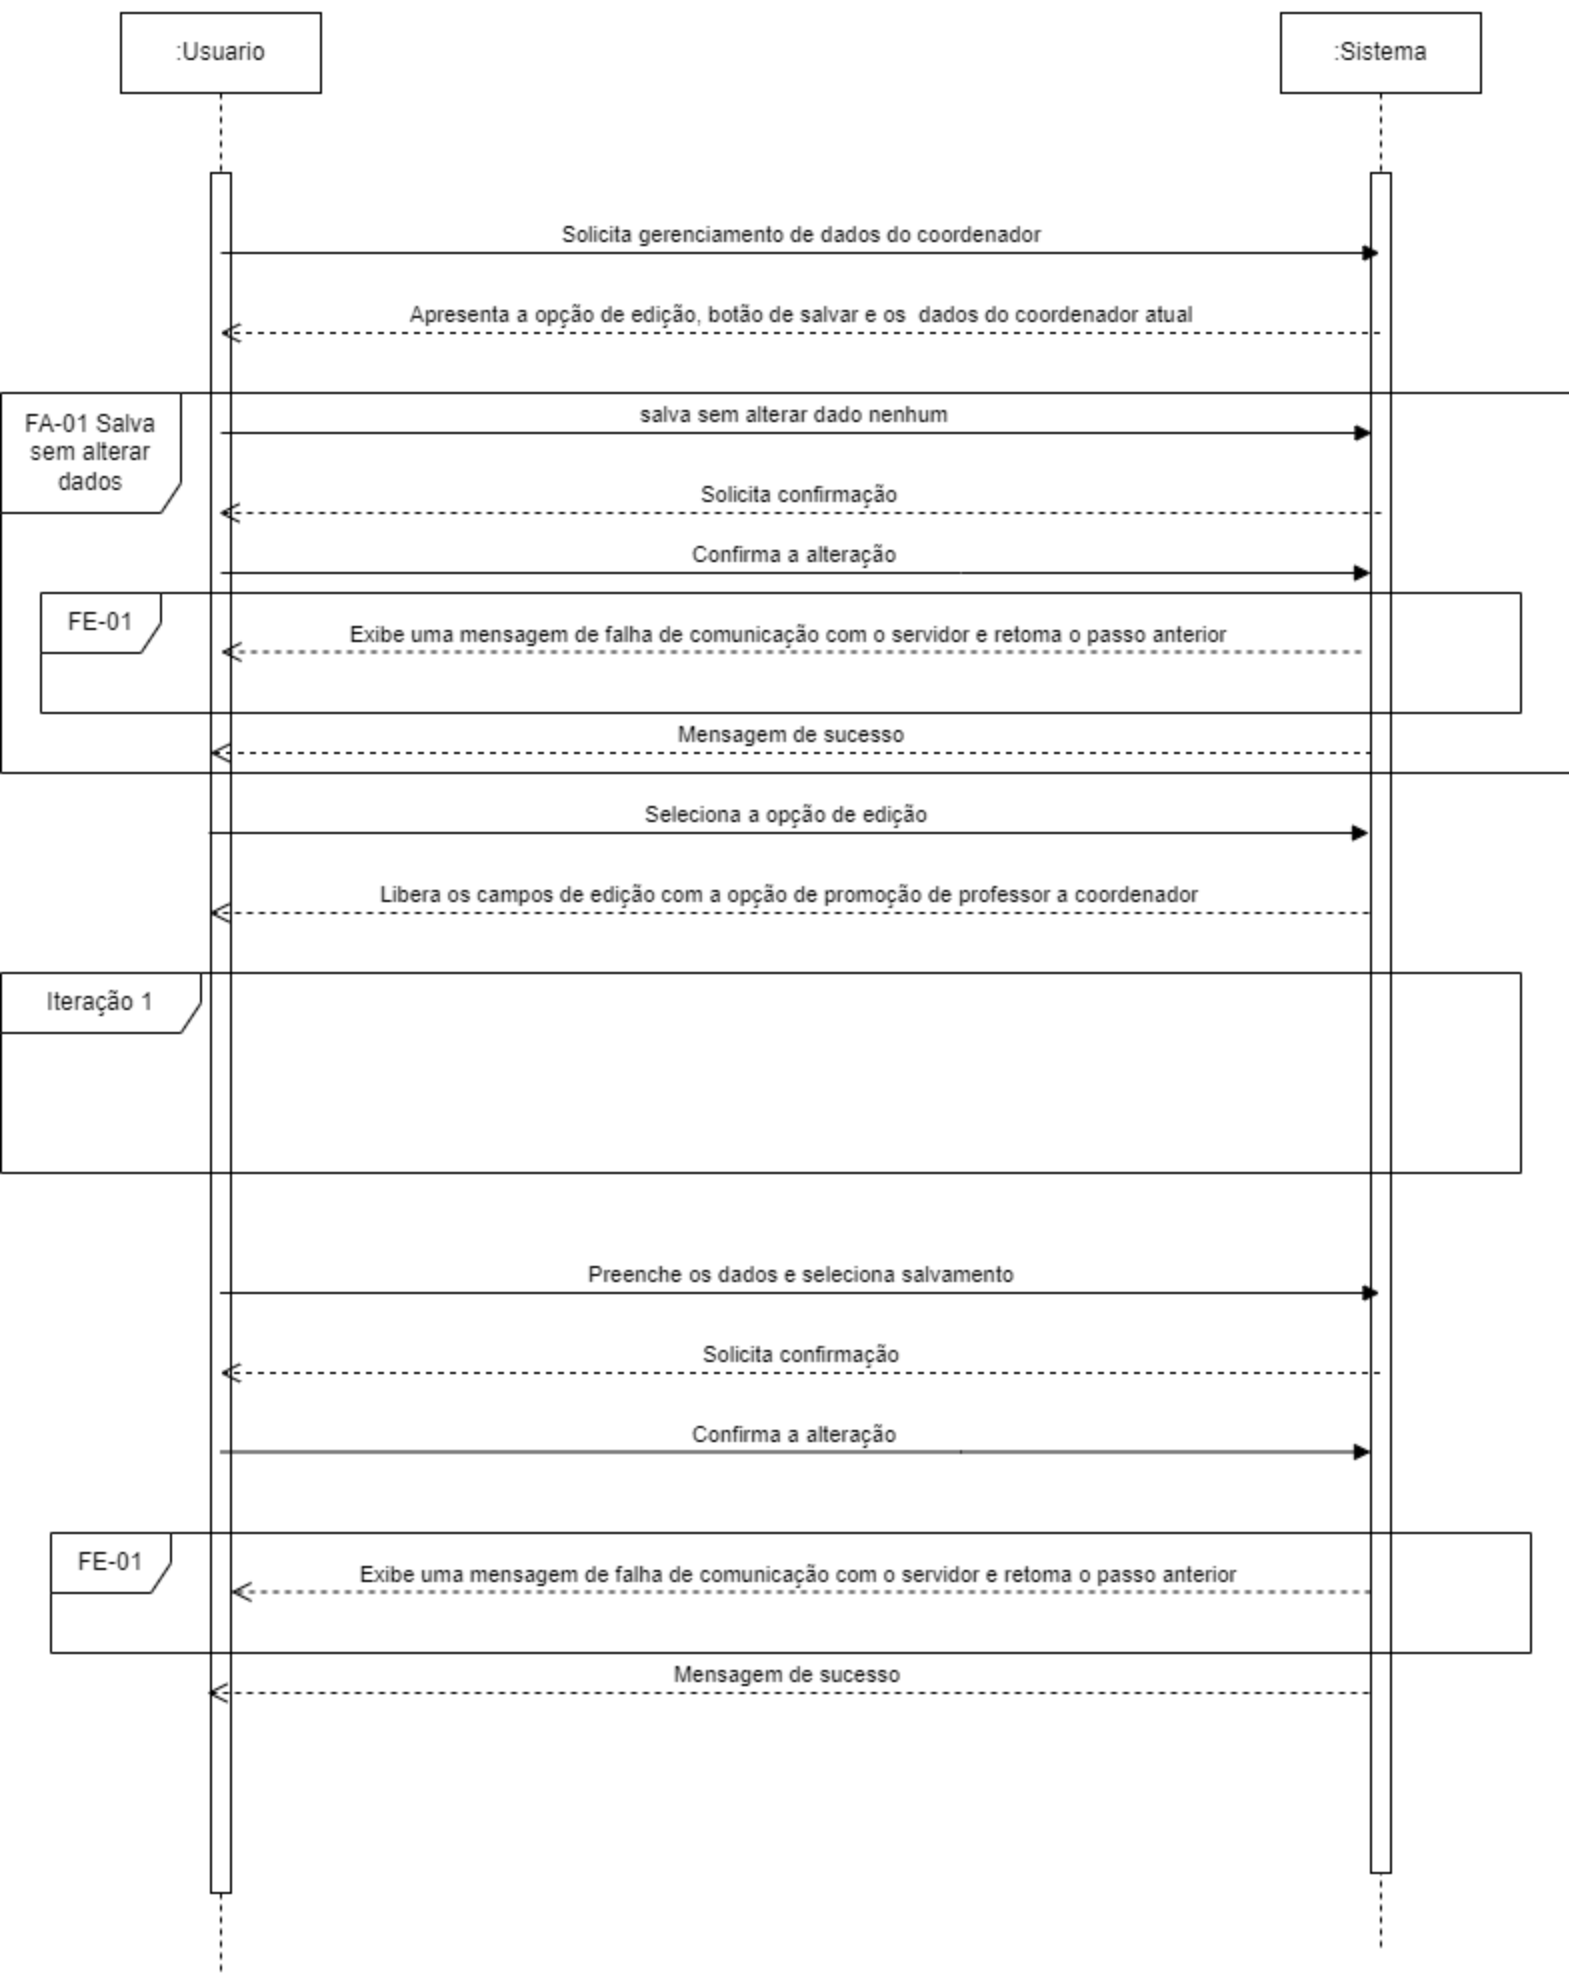 :Usuario
:Sistema
Solicita gerenciamento de dados do coordenador
Apresenta a opção de edição, botão de salvar e os  dados do coordenador atual
FA-01 Salva
sem alterar
dados
salva sem alterar dado nenhum
Solicita confirmação
Confirma a alteração
FE-01
Exibe uma mensagem de falha de comunicação com o servidor e retoma o passo anterior
Mensagem de sucesso
Seleciona a opção de edição
Libera os campos de edição com a opção de promoção de professor a coordenador
Iteração 1
Preenche os dados e seleciona salvamento
Solicita confirmação
Confirma a alteração
FE-01
Exibe uma mensagem de falha de comunicação com o servidor e retoma o passo anterior
Mensagem de sucesso